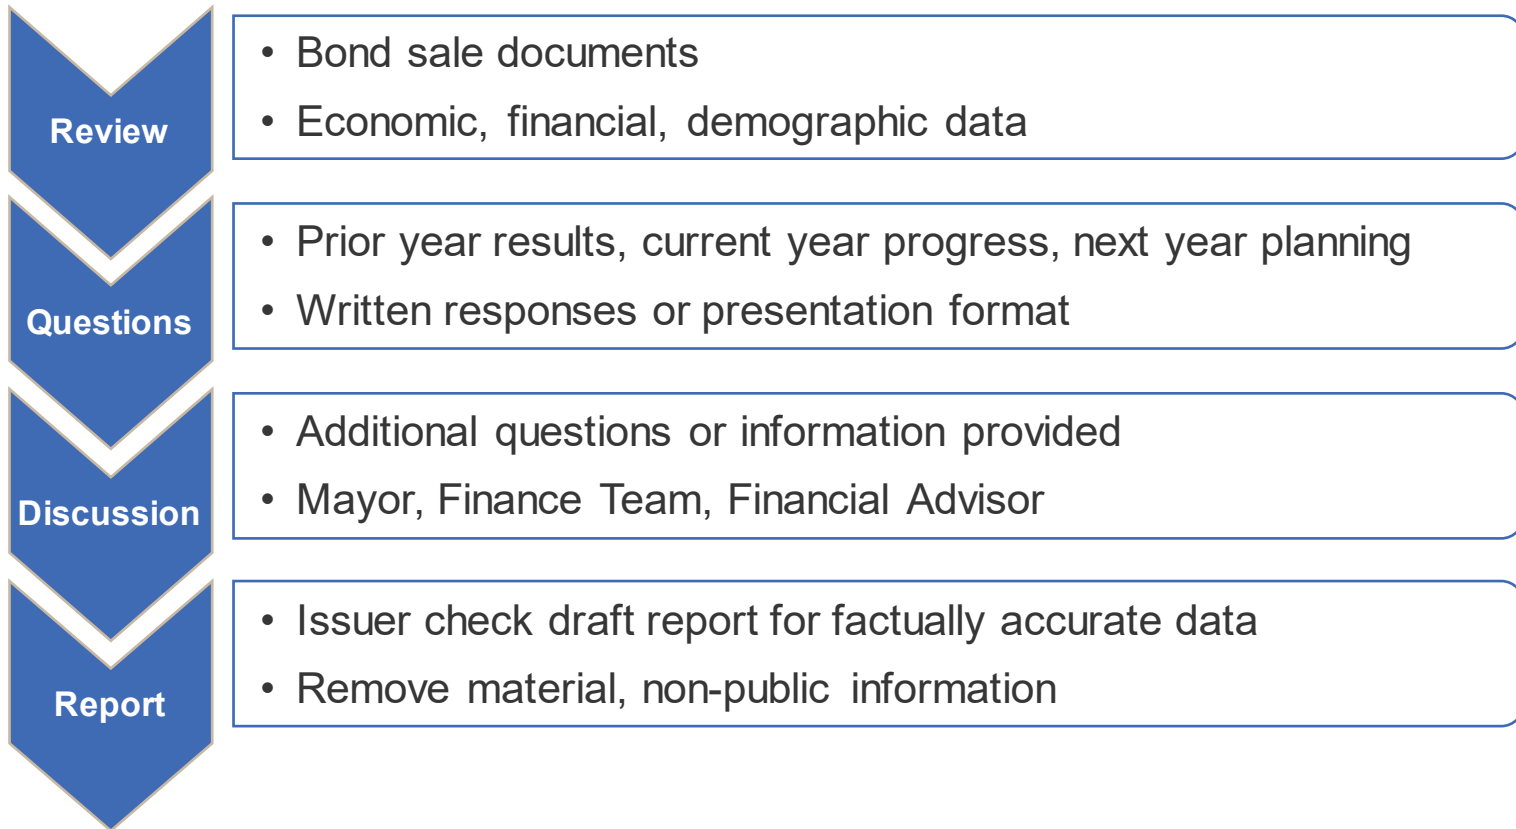 Review
• Bond sale documents
• Economic, financial, demographic data
Questions
• Prior year results, current year progress, next year planning
• Written responses or presentation format
Discussion
• Additional questions or information provided
• Mayor, Finance Team, Financial Advisor
Report
• Issuer check draft report for factually accurate data
• Remove material, non-public information